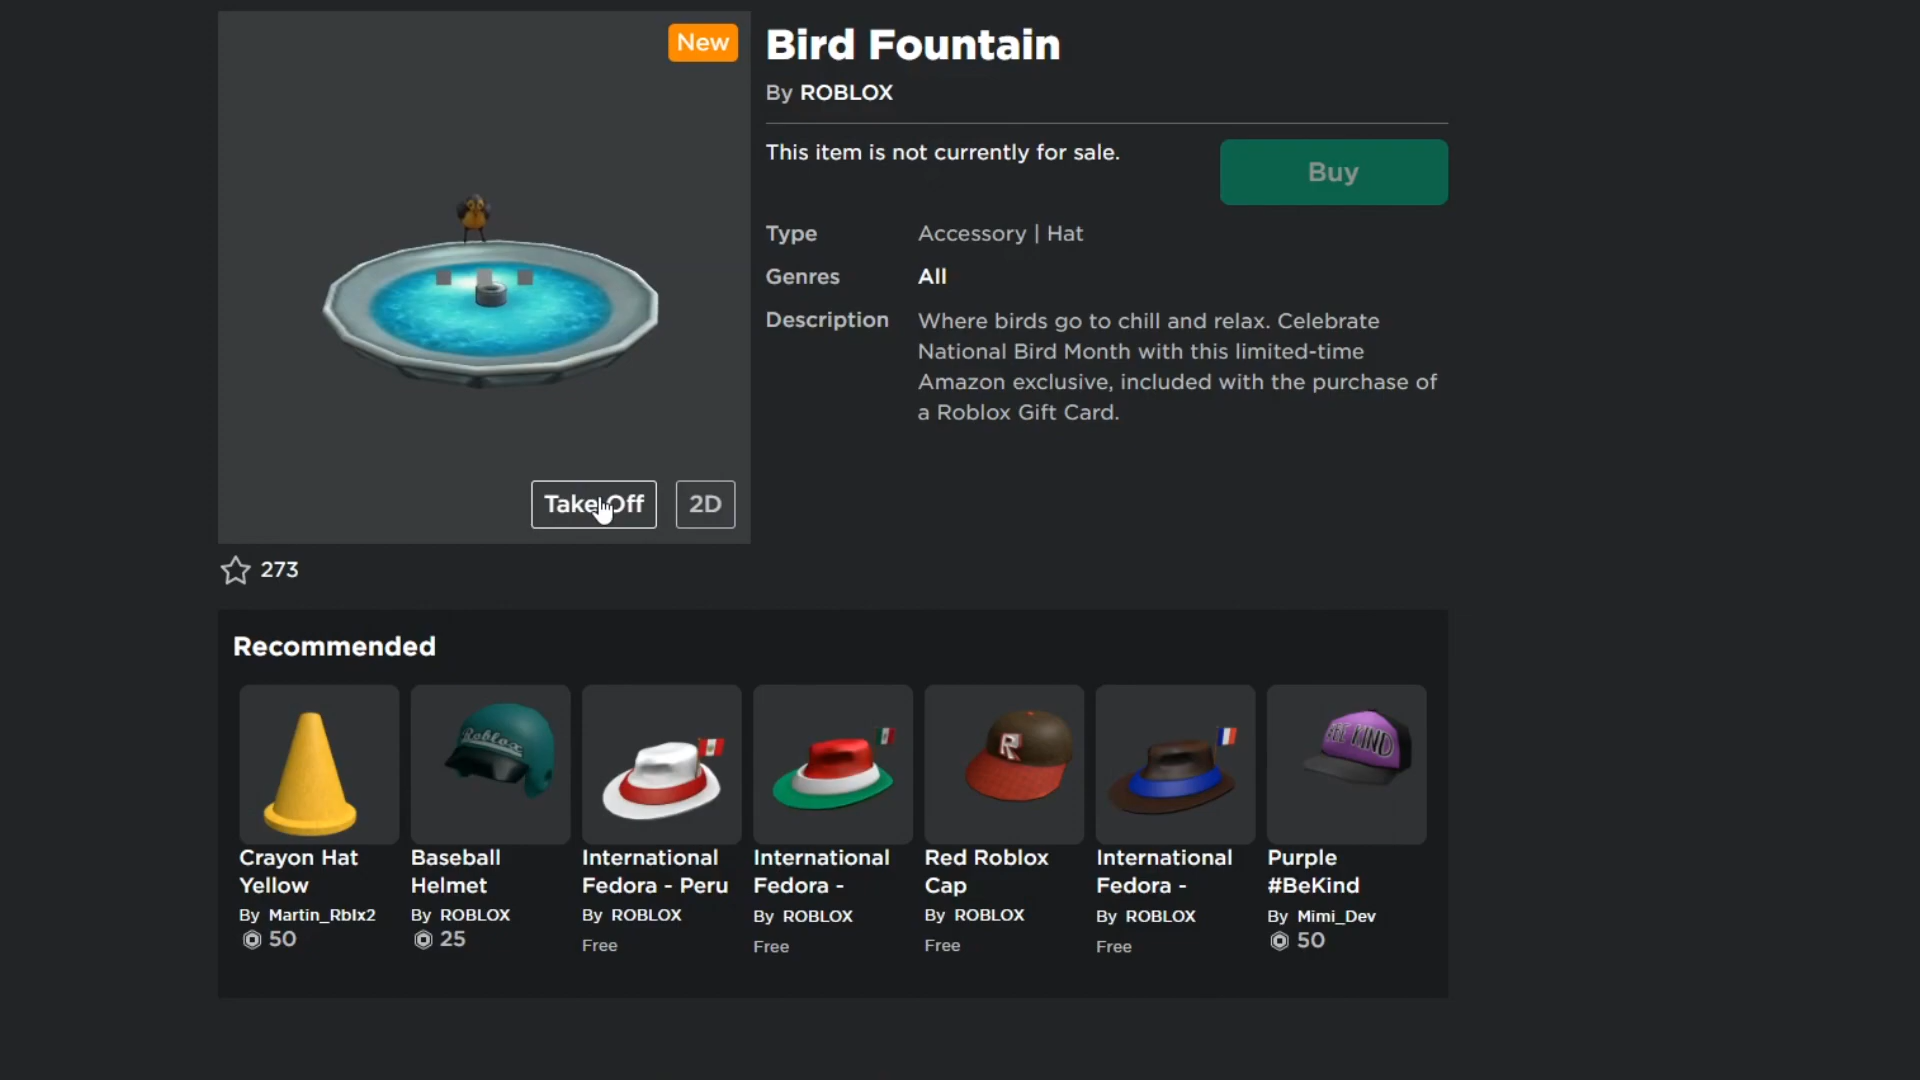 New
Bird Fountain
By ROBLOX
This item is not currently for sale.
Buy
Type Accessory | Hat
Genres All
Description Where birds go to chill and relax. Celebrate
National Bird Month with this limited-time
Amazon exclusive, included with the purchase of
a Roblox Gift Card.
Take Off
2D
273
Recommended
Roblox
R
BE KIND
Crayon Hat
Yellow
By Martin_Rblx2
50
Baseball
Helmet
By ROBLOX
25
International
Fedora - Peru
By ROBLOX
Free
International
Fedora -
By ROBLOX
Free
Red Roblox
Cap
By ROBLOX
Free
International
Fedora -
By ROBLOX
Free
Purple
#BeKind
By Mimi_Dev
50